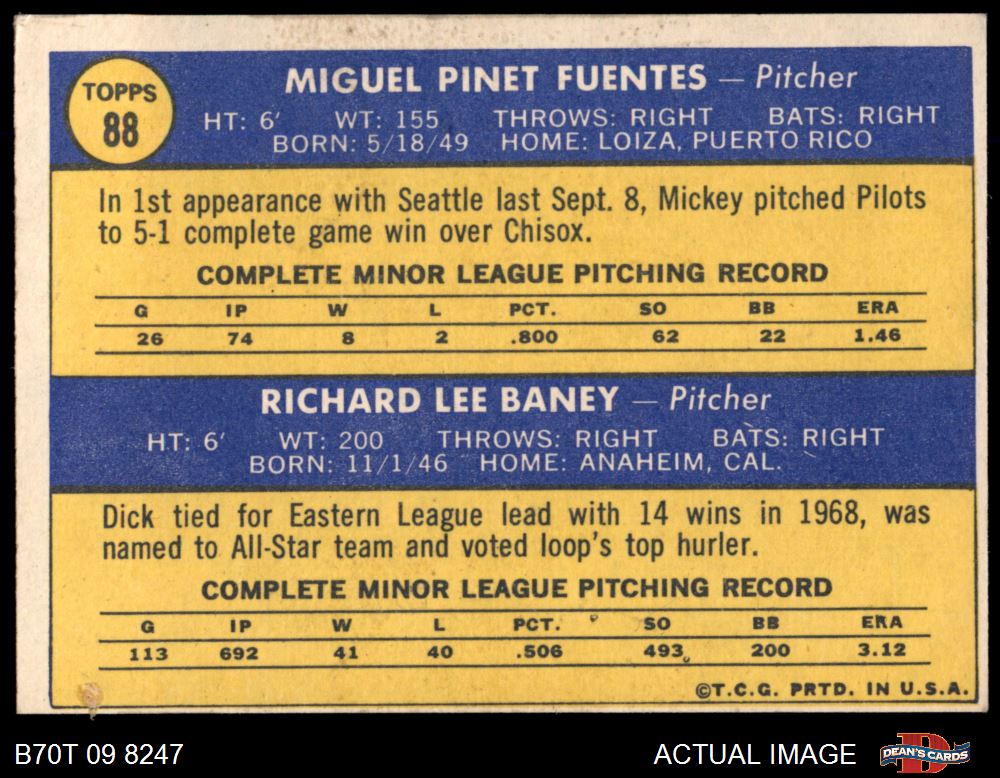 TOPPS
88
MIGUEL PINET FUENTES — Pitcher
HT: 6' WT: 155 THROWS: RIGHT BATS: RIGHT
BORN: 5/18/49 HOME: LOIZA, PUERTO RICO
In 1st appearance with Seattle last Sept. 8, Mickey pitched Pilots
to 5-1 complete game win over Chisox.
COMPLETE MINOR LEAGUE PITCHING RECORD
G IP W L PCT. SO BB ERA
26 74 8 2 .800 62 22 1.46
RICHARD LEE BANEY — Pitcher
HT: 6' WT: 200 THROWS: RIGHT BATS: RIGHT
BORN: 11/1/46 HOME: ANAHEIM, CAL.
Dick tied for Eastern League lead with 14 wins in 1968, was
named to All-Star team and voted loop's top hurler.
COMPLETE MINOR LEAGUE PITCHING RECORD
G IP W L PCT. SO BB ERA
113 692 41 40 .506 493 200 3.12
©T.C.G. PRTD. IN U.S.A.
B70T 09 8247 ACTUAL IMAGE DEAN'S CARDS